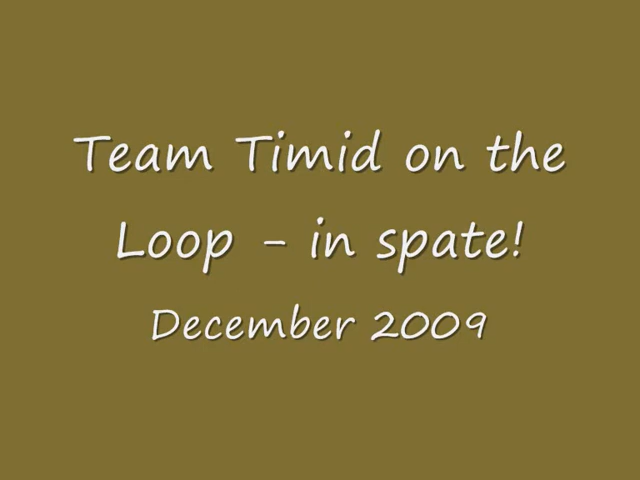 Team Timid on the
Loop - in spate!
December 2009